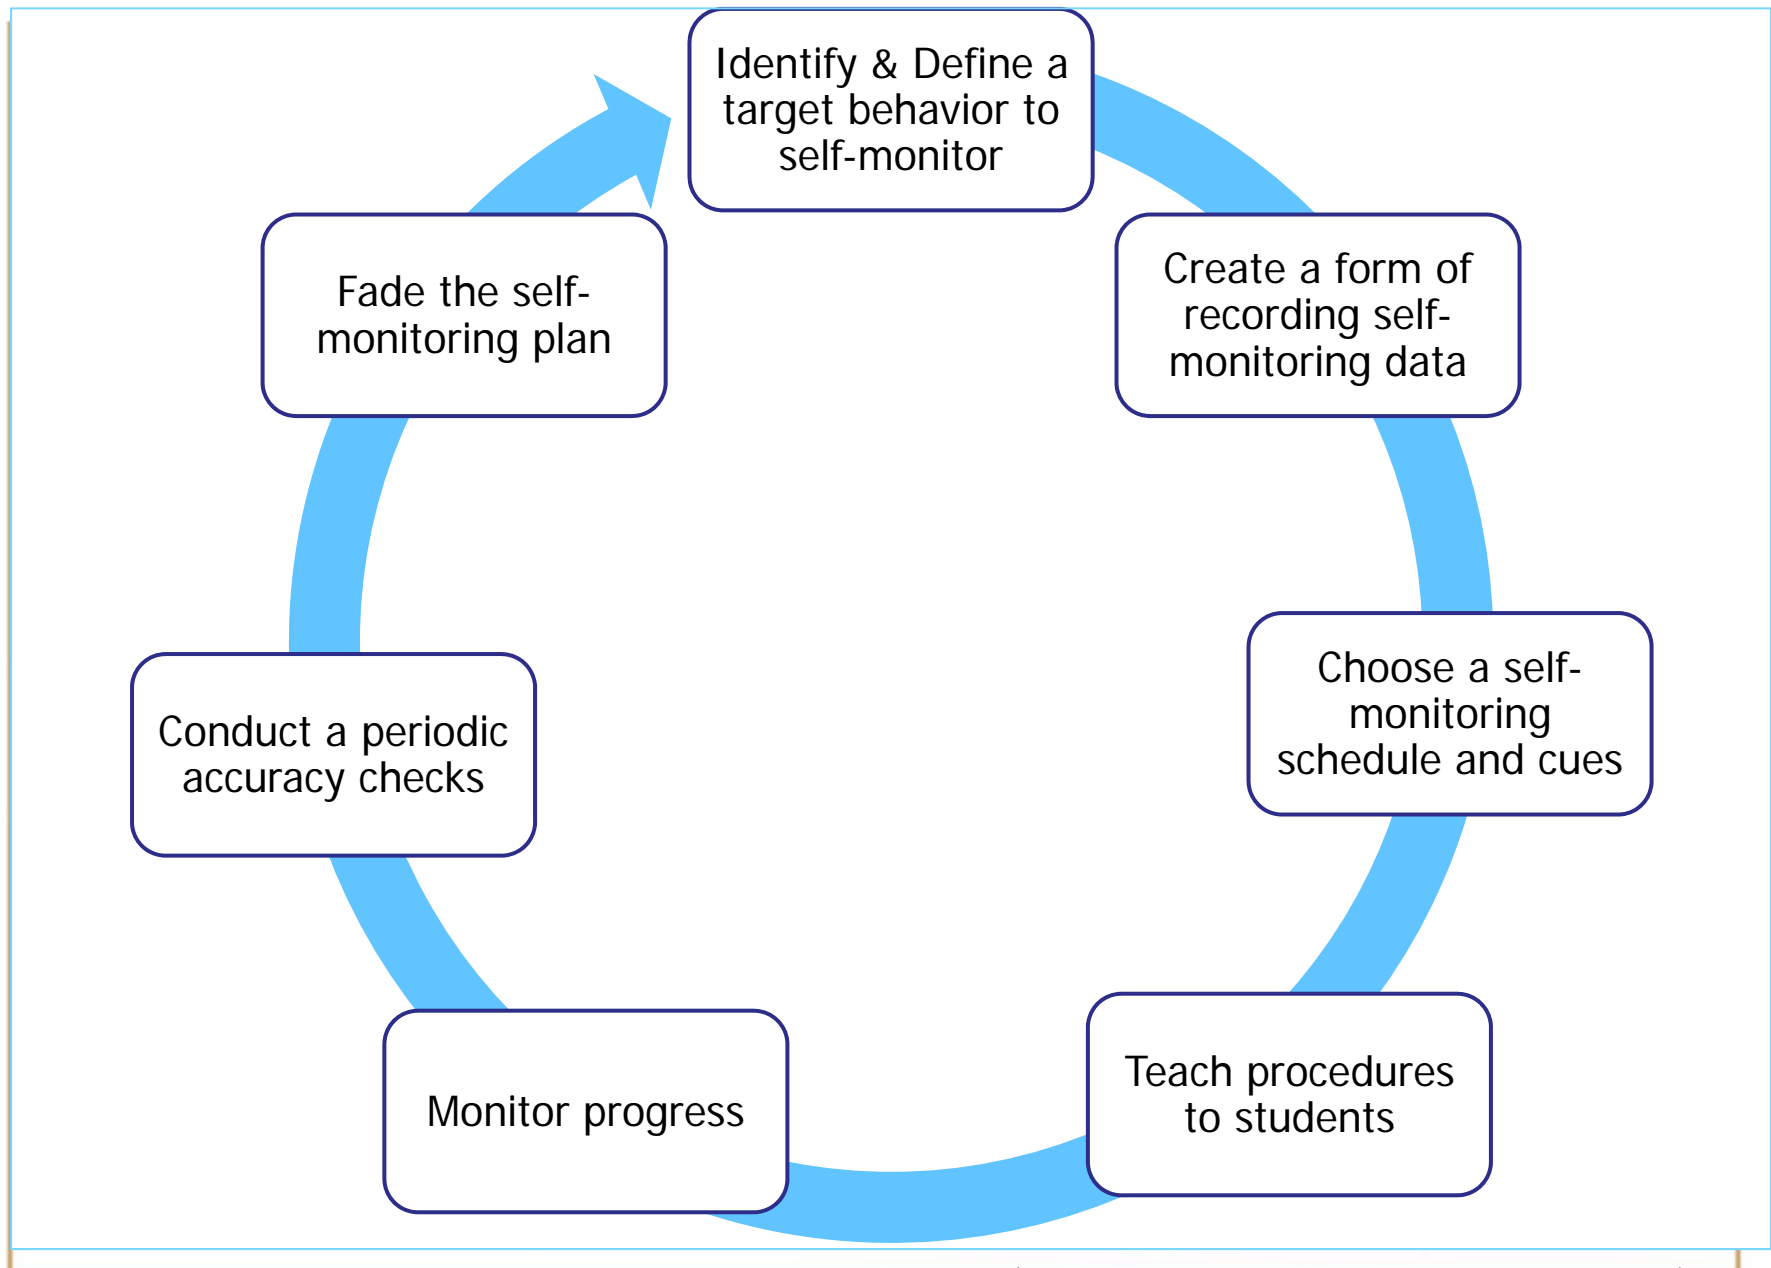 Identify & Define a
target behavior to
self-monitor
Create a form of
recording self-
monitoring data
Choose a self-
monitoring
schedule and cues
Teach procedures
to students
Monitor progress
Conduct a periodic
accuracy checks
Fade the self-
monitoring plan